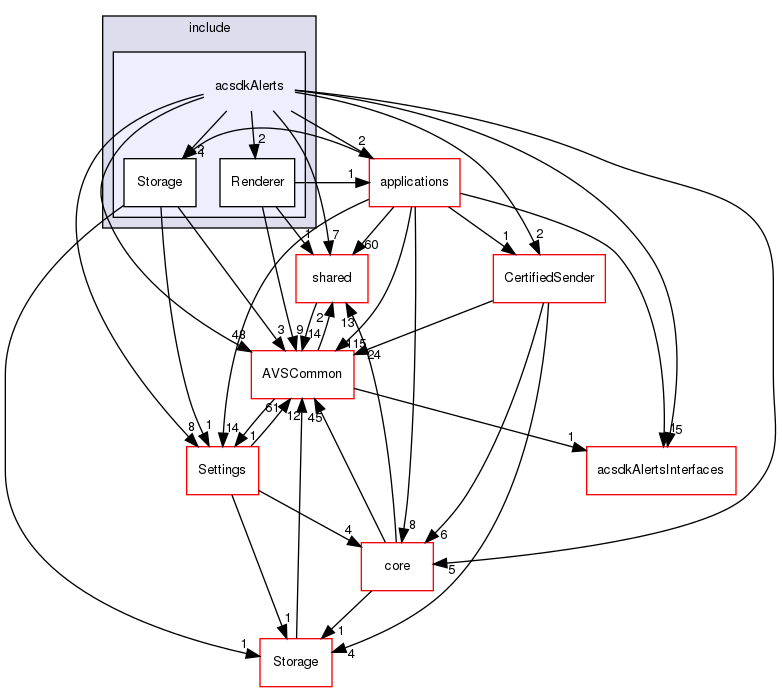 include
acsdkAlerts
2
2
2
4
Storage
Renderer
1
applications
1
7
60
1
2
shared
CertifiedSender
48
3
9
14
2
13
115
24
AVSCommon
8
1
14
61
1
12
45
1
15
Settings
acsdkAlertsInterfaces
4
8
6
5
core
1
1
1
4
Storage